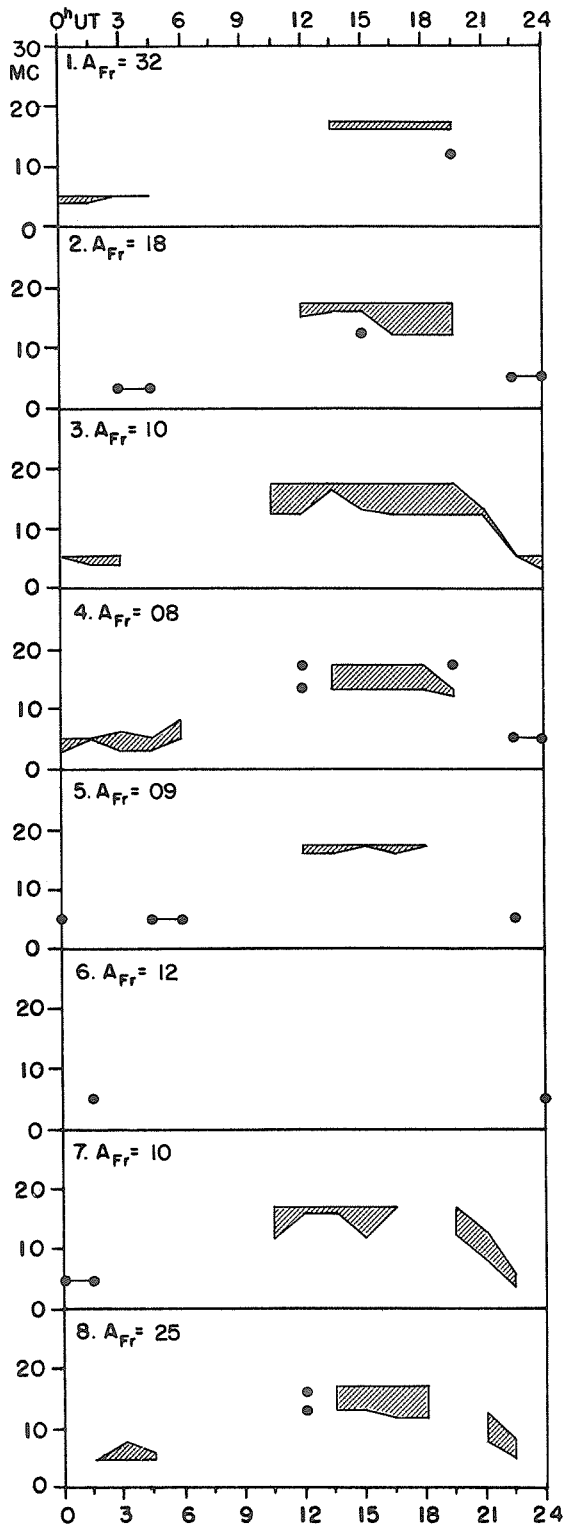 0ʰ UT 3 6 12 15 18 21 24
30
MC
1. A_Fr = 32
20
10
0
2. A_Fr = 18
20
10
0
3. A_Fr = 10
20
10
0
4. A_Fr = 08
20
10
0
5. A_Fr = 09
20
10
0
6. A_Fr = 12
20
10
0
7. A_Fr = 10
20
10
0
8. A_Fr = 25
20
10
0
0 3 6 9 12 15 18 21 24